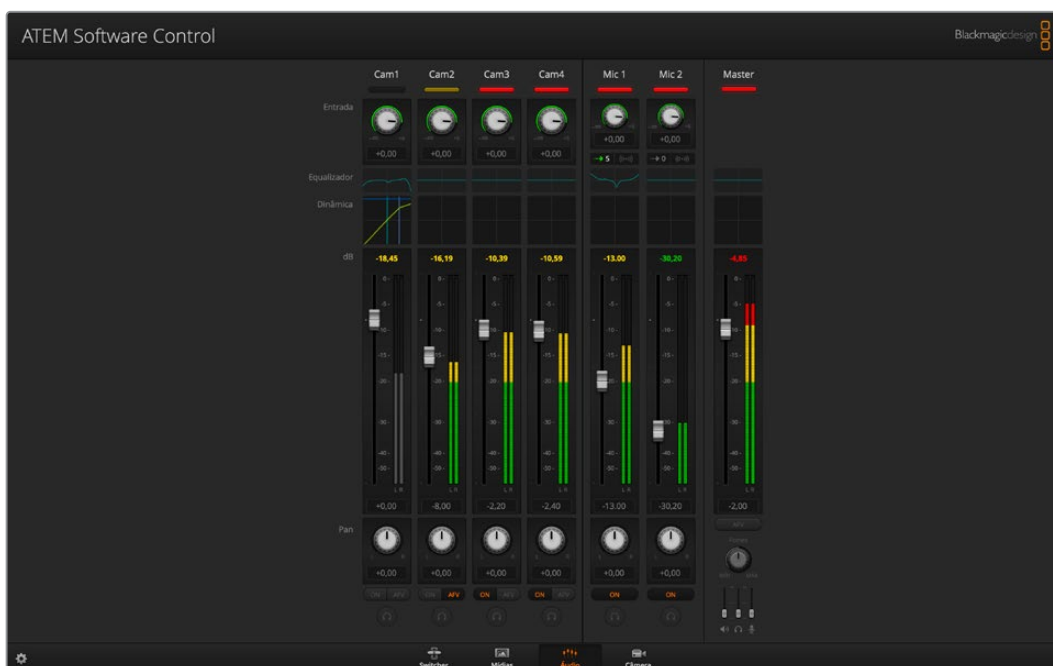 ATEM Software Control
Blackmagicdesign
Cam1 Cam2 Cam3 Cam4 Mic 1 Mic 2 Master
Entrada
+0,00 +0,00 +0,00 +0,00 +0,00 +0,00
5 0
Equalizador
Dinâmica
dB -18,45 -16,19 -10,39 -10,59 -13.00 -30,20 -4,85
L R L R L R L R L R L R L R
+0,00 -8,00 -2,20 -2,40 -13.00 -30,20 -2,00
Pan
AFV
Fones
+0,00 +0,00 +0,00 +0,00 +0,00 +0,00
ON AFV ON AFV ON AFV ON AFV ON ON
Switcher Mídias Áudio Câmera